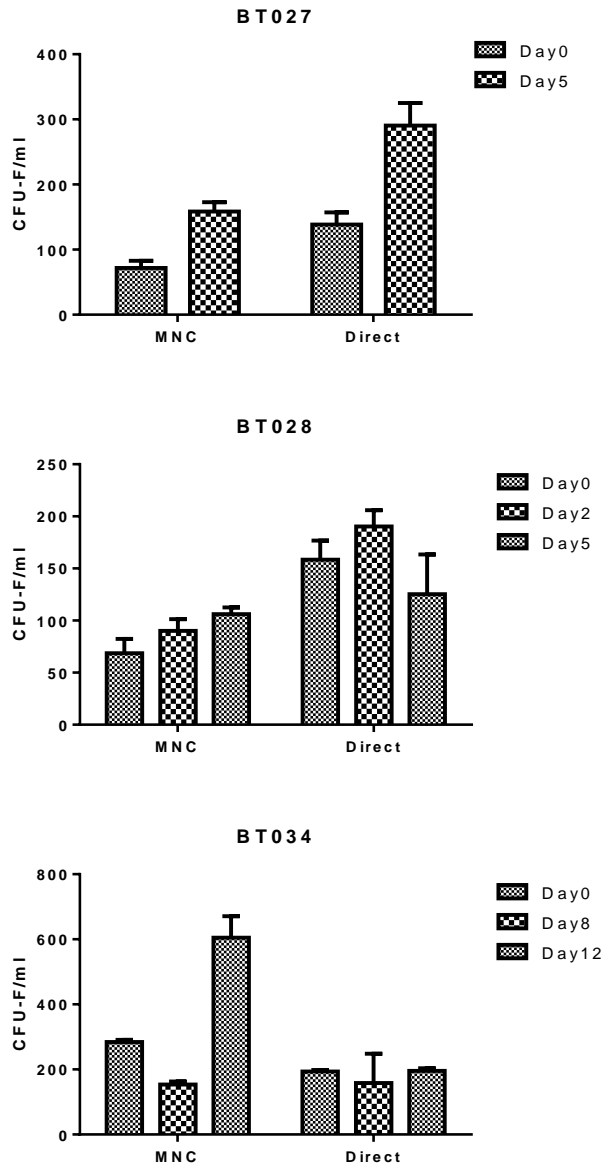 BT027
Day0
Day5
CFU-F/ml
400
300
200
100
0
MNC Direct
BT028
Day0
Day2
Day5
CFU-F/ml
250
200
150
100
50
0
MNC Direct
BT034
Day0
Day8
Day12
CFU-F/ml
800
600
400
200
0
MNC Direct